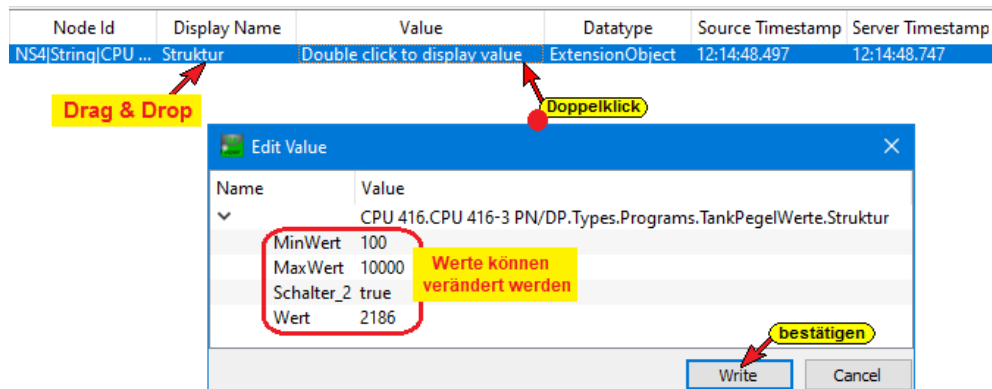 Node Id Display Name Value Datatype Source Timestamp Server Timestamp
NS4|String|CPU ... Struktur Double click to display value ExtensionObject 12:14:48.497 12:14:48.747
Drag & Drop
Doppelklick
Edit Value
Name Value
CPU 416.CPU 416-3 PN/DP.Types.Programs.TankPegelWerte.Struktur
MinWert 100
MaxWert 10000
Schalter_2 true
Wert 2186
Werte können
verändert werden
bestätigen
Write Cancel